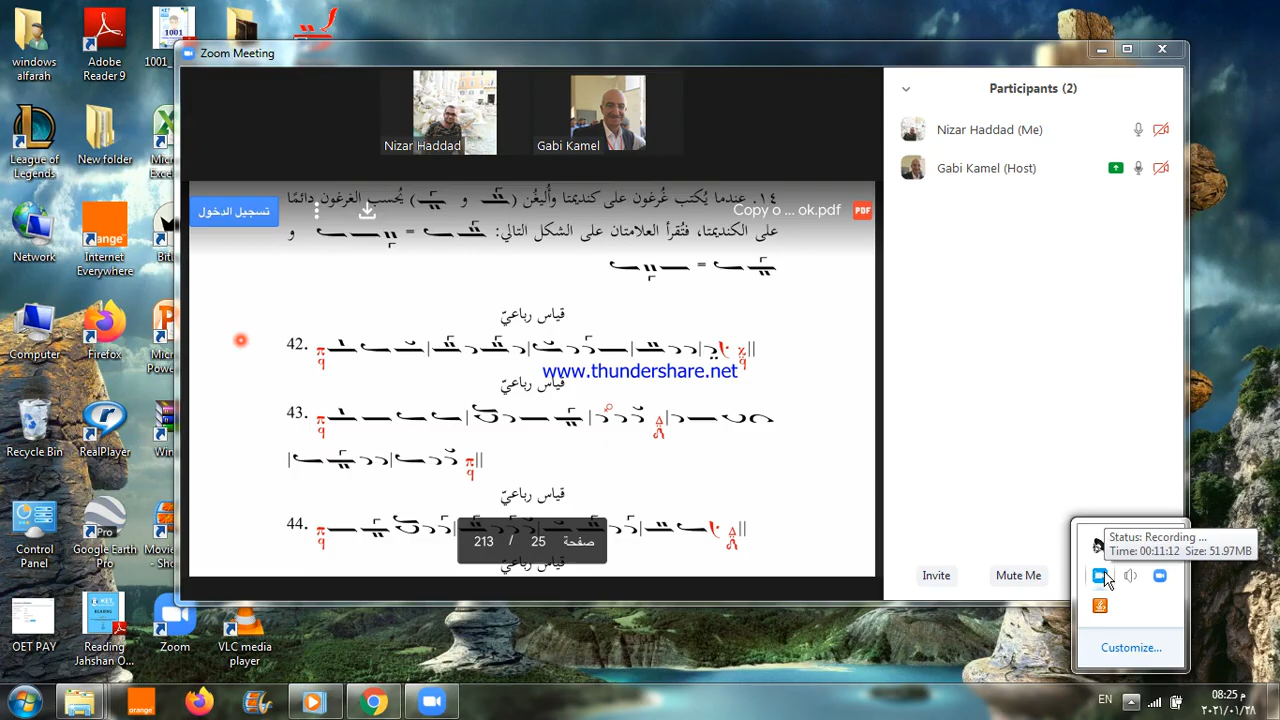 windows alfarah
Adobe Reader 9
1001
Zoom Meeting
League of Legends
New folder
Network
Internet Everywhere
Computer
Firefox
Recycle Bin
RealPlayer
Control Panel
Google Earth Pro
OET PAY
Reading Jahshan O...
Zoom
VLC media player
Nizar Haddad
Gabi Kamel
Participants (2)
Nizar Haddad (Me)
Gabi Kamel (Host)
تسجيل الدخول
Copy o ... ok.pdf
PDF
١٤. عندما يُكتب غُرغون على كنديمتا وأُليغُن ( و ) يُحسب الغرغون دائمًا
على الكنديمتا، فتُقرأ العلامتان على الشكل التالي: = و
=
قياس رباعيّ
42.
www.thundershare.net
قياس رباعيّ
43.
قياس رباعيّ
44.
صفحة 25 / 213
قياس رباعيّ
Invite
Mute Me
Status: Recording ...
Time: 00:11:12 Size: 51.97MB
Customize...
EN
08:25 م
٢٠٢١/٠١/٢٨